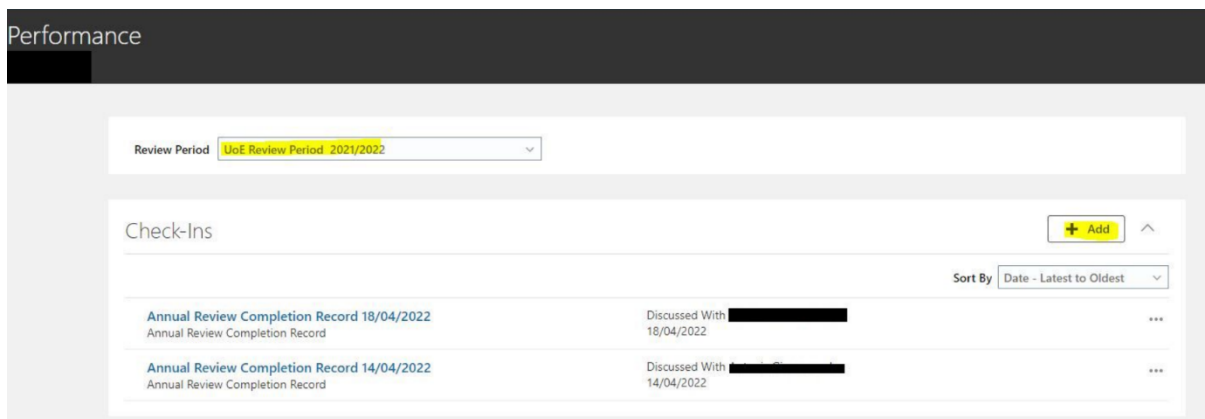 Performance
Review Period UoE Review Period 2021/2022
Check-Ins + Add
Sort By Date - Latest to Oldest
Annual Review Completion Record 18/04/2022 Discussed With
Annual Review Completion Record 18/04/2022
Annual Review Completion Record 14/04/2022 Discussed With
Annual Review Completion Record 14/04/2022